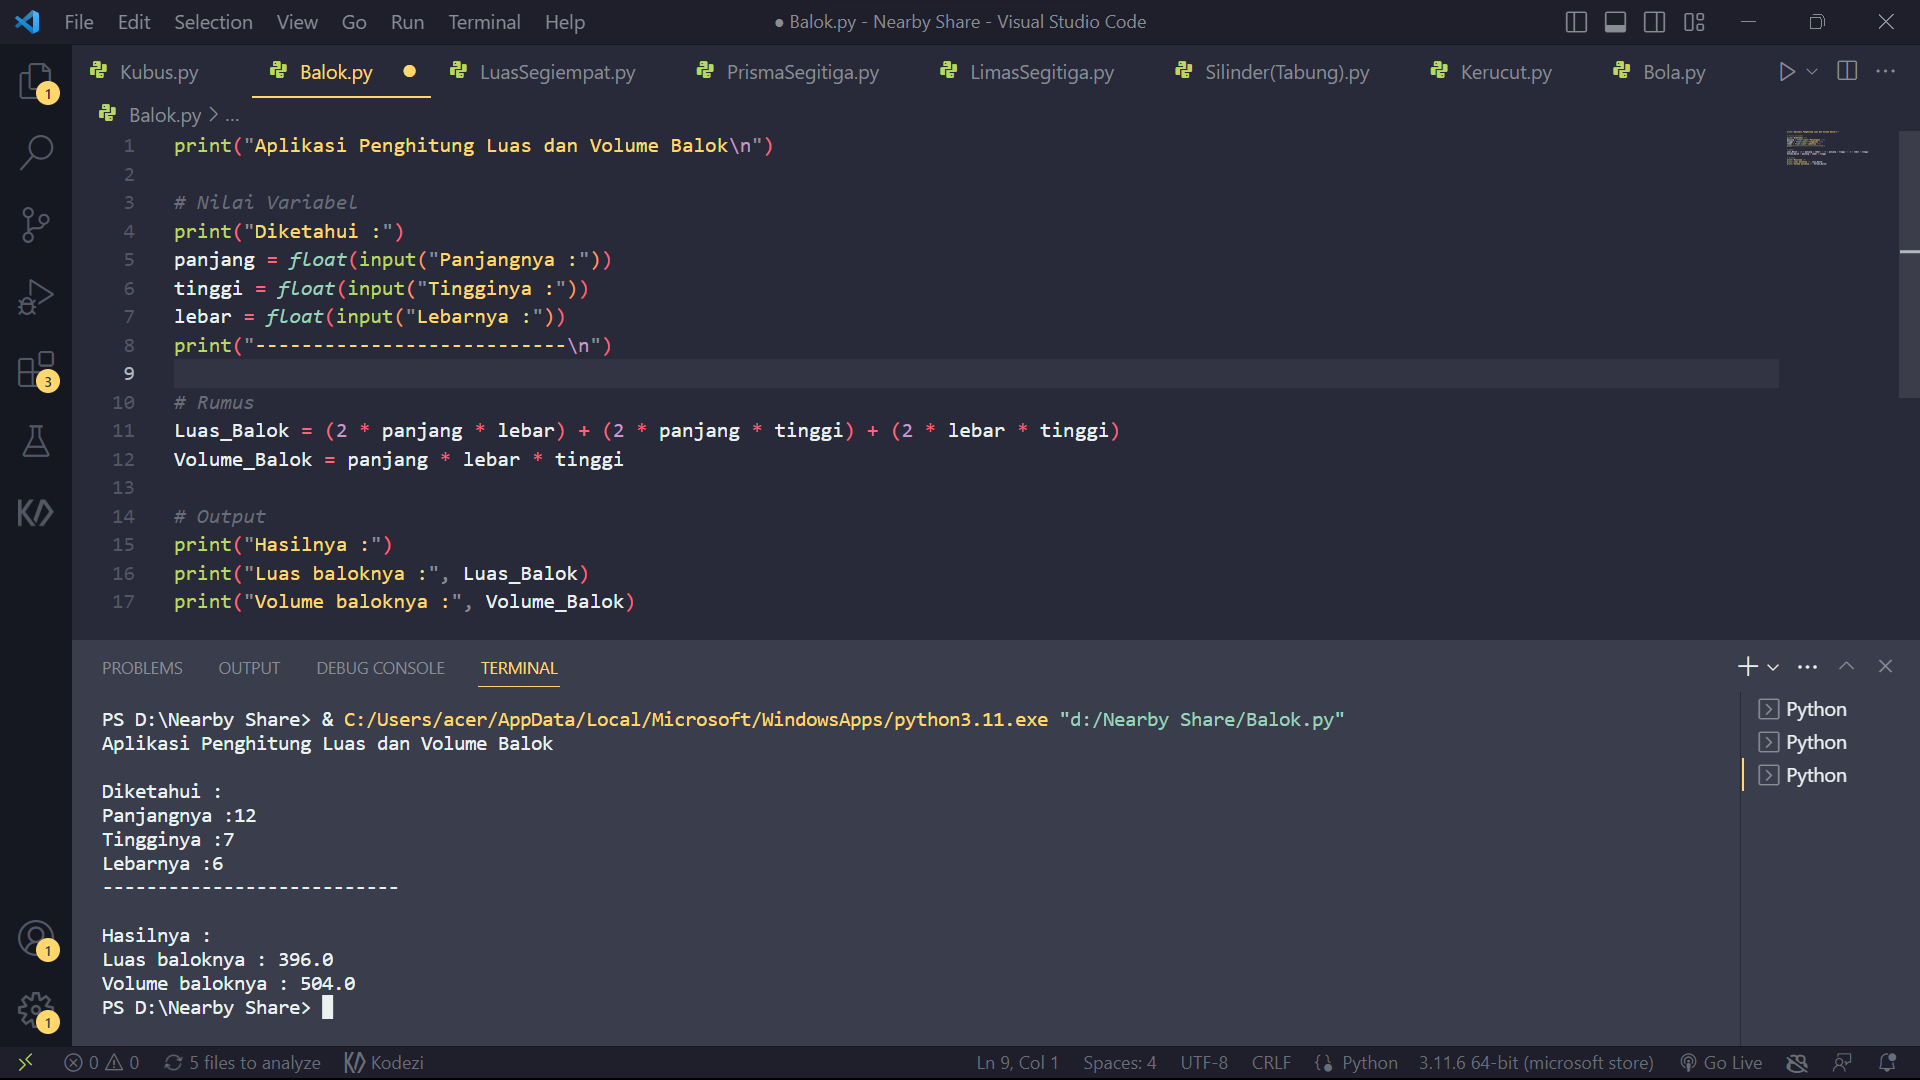 File Edit Selection View Go Run Terminal Help ● Balok.py - Nearby Share - Visual Studio Code
Kubus.py Balok.py LuasSegiempat.py PrismaSegitiga.py LimasSegitiga.py Silinder(Tabung).py Kerucut.py Bola.py
Balok.py > ...
1 print("Aplikasi Penghitung Luas dan Volume Balok\n")
2
3 # Nilai Variabel
4 print("Diketahui :")
5 panjang = float(input("Panjangnya :"))
6 tinggi = float(input("Tingginya :"))
7 lebar = float(input("Lebarnya :"))
8 print("---------------------------\n")
9
10 # Rumus
11 Luas_Balok = (2 * panjang * lebar) + (2 * panjang * tinggi) + (2 * lebar * tinggi)
12 Volume_Balok = panjang * lebar * tinggi
13
14 # Output
15 print("Hasilnya :")
16 print("Luas baloknya :", Luas_Balok)
17 print("Volume baloknya :", Volume_Balok)
1
3
1
1
PROBLEMS OUTPUT DEBUG CONSOLE TERMINAL
PS D:\Nearby Share> & C:/Users/acer/AppData/Local/Microsoft/WindowsApps/python3.11.exe "d:/Nearby Share/Balok.py"
Aplikasi Penghitung Luas dan Volume Balok
Diketahui :
Panjangnya :12
Tingginya :7
Lebarnya :6
---------------------------
Hasilnya :
Luas baloknya : 396.0
Volume baloknya : 504.0
PS D:\Nearby Share>
Python
Python
Python
0 0 5 files to analyze Kodezi Ln 9, Col 1 Spaces: 4 UTF-8 CRLF Python 3.11.6 64-bit (microsoft store) Go Live